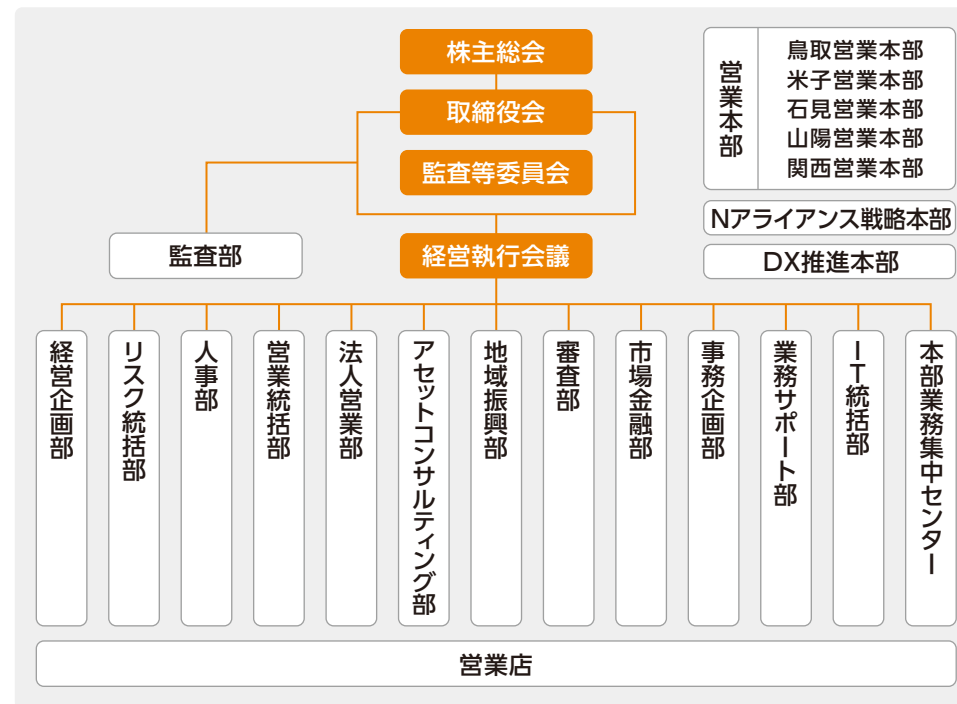 株主総会
取締役会
監査等委員会
監査部
経営執行会議
営業本部
鳥取営業本部
米子営業本部
石見営業本部
山陽営業本部
関西営業本部
Nアライアンス戦略本部
DX推進本部
経営企画部
リスク統括部
人事部
営業統括部
法人営業部
アセットコンサルティング部
地域振興部
審査部
市場金融部
事務企画部
業務サポート部
IT統括部
本部業務集中センター
営業店